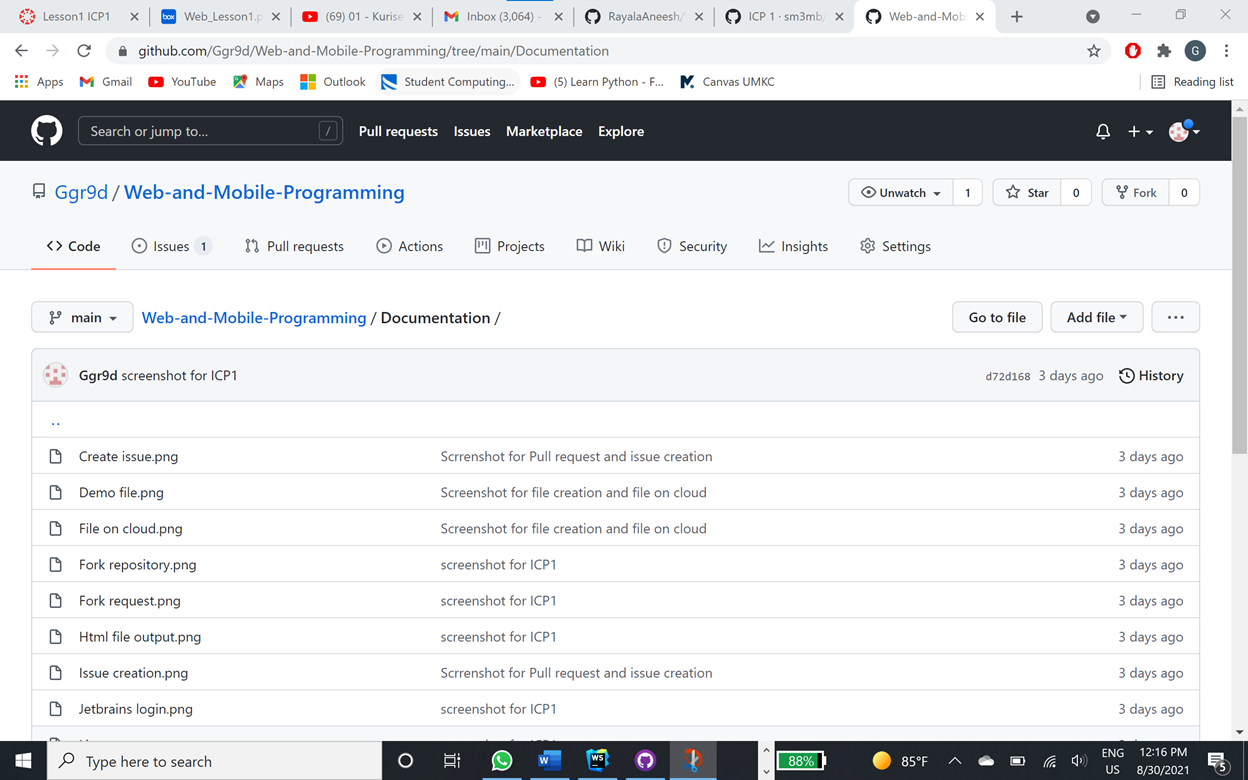 Lesson1 ICP1 Web_Lesson1.p (69) 01 - Kurise Inbox (3,064) - RayalaAneesh/ ICP 1 · sm3mb, Web-and-Mob
github.com/Ggr9d/Web-and-Mobile-Programming/tree/main/Documentation G
Apps Gmail YouTube Maps Outlook Student Computing... (5) Learn Python - F... Canvas UMKC Reading list
Search or jump to... / Pull requests Issues Marketplace Explore
Ggr9d / Web-and-Mobile-Programming Unwatch 1 Star 0 Fork 0
Code Issues 1 Pull requests Actions Projects Wiki Security Insights Settings
main Web-and-Mobile-Programming / Documentation / Go to file Add file ...
Ggr9d screenshot for ICP1 d72d168 3 days ago History
..
Create issue.png Scrrenshot for Pull request and issue creation 3 days ago
Demo file.png Screenshot for file creation and file on cloud 3 days ago
File on cloud.png Screenshot for file creation and file on cloud 3 days ago
Fork repository.png screenshot for ICP1 3 days ago
Fork request.png screenshot for ICP1 3 days ago
Html file output.png screenshot for ICP1 3 days ago
Issue creation.png Scrrenshot for Pull request and issue creation 3 days ago
Jetbrains login.png screenshot for ICP1 3 days ago
Type here to search 88% 85°F ENG US 12:16 PM 8/30/2021 5